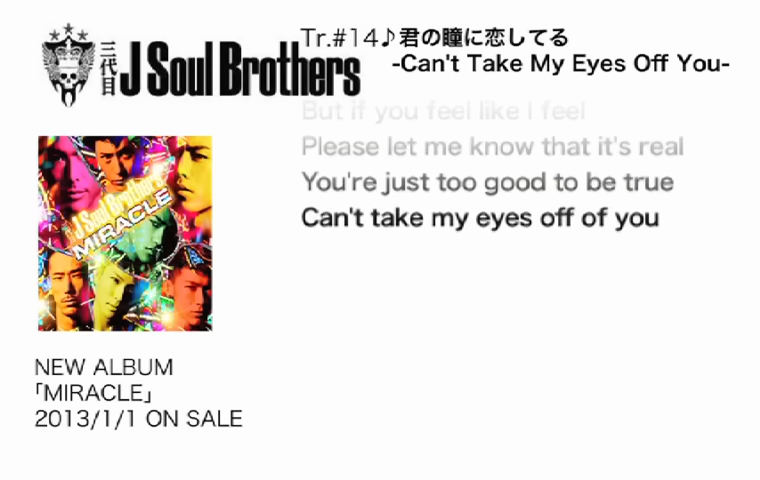 三代目 J Soul Brothers
Tr.#14♪君の瞳に恋してる
-Can't Take My Eyes Off You-
But if you feel like I feel
Please let me know that it's real
You're just too good to be true
Can't take my eyes off of you
J Soul Brothers
MIRACLE
NEW ALBUM
「MIRACLE」
2013/1/1 ON SALE